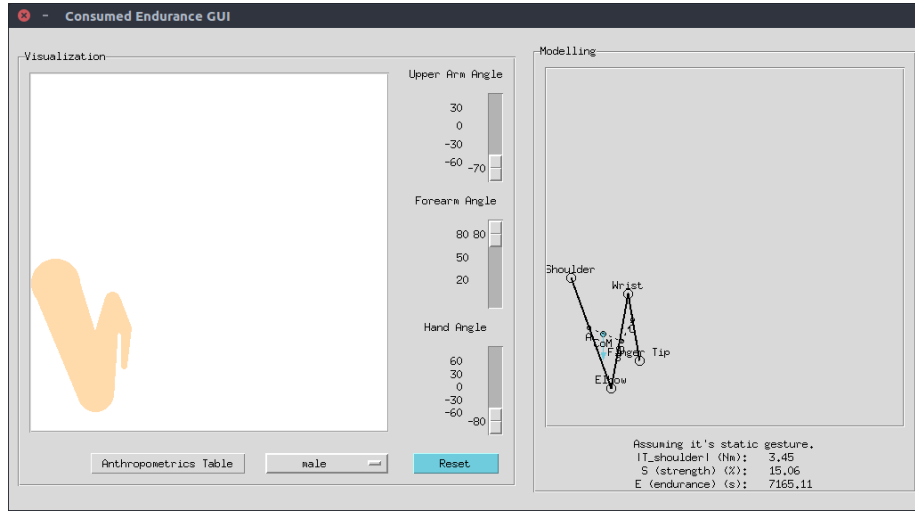 Consumed Endurance GUI
Visualization
Upper Arm Angle
30
0
-30
-60 -70
Forearm Angle
80 80
50
20
Hand Angle
60
30
0
-30
-60
-80
Anthropometrics Table
male
Reset
Modelling
Shoulder
Wrist
A
C
CoM
Finger Tip
Elbow
Assuming it's static gesture.
|T_shoulder| (Nm): 3.45
S (strength) (%): 15.06
E (endurance) (s): 7165.11